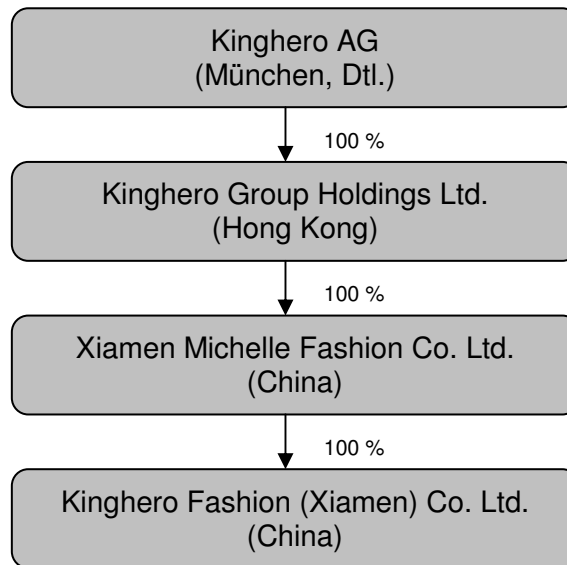 Kinghero AG
(München, Dtl.)
100 %
Kinghero Group Holdings Ltd.
(Hong Kong)
100 %
Xiamen Michelle Fashion Co. Ltd.
(China)
100 %
Kinghero Fashion (Xiamen) Co. Ltd.
(China)